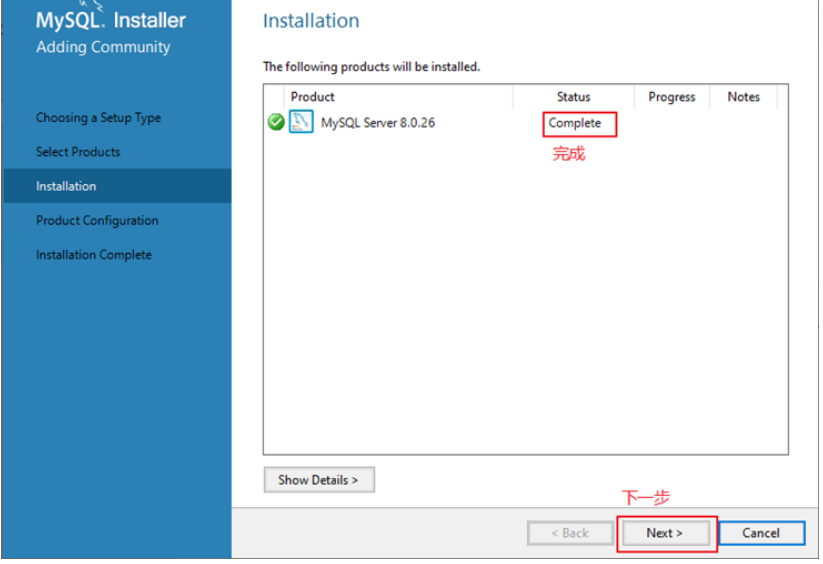 MySQL. Installer
Adding Community
Choosing a Setup Type
Select Products
Installation
Product Configuration
Installation Complete
Installation
The following products will be installed.
Product Status Progress Notes
MySQL Server 8.0.26 Complete
完成
Show Details >
下一步
< Back Next > Cancel